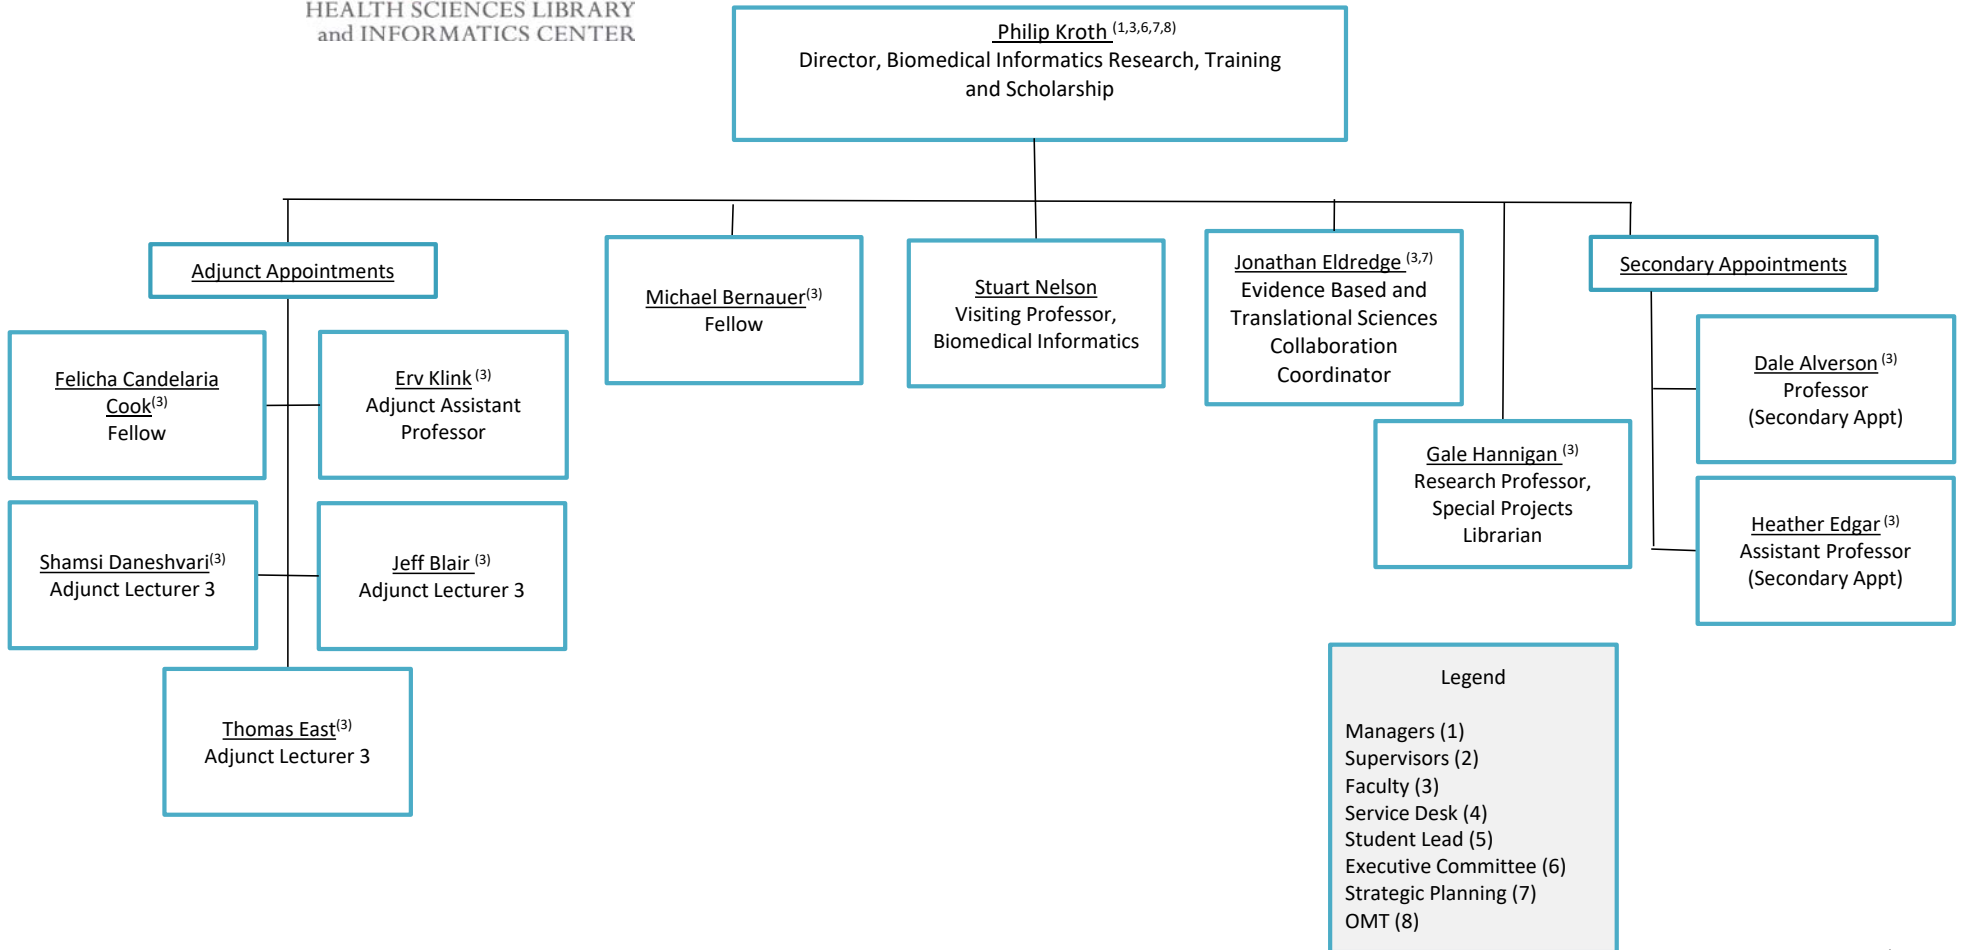 HEALTH SCIENCES LIBRARY
and INFORMATICS CENTER
Philip Kroth (1,3,6,7,8)
Director, Biomedical Informatics Research, Training
and Scholarship
Adjunct Appointments
Felicha Candelaria
Cook(3)
Fellow
Erv Klink (3)
Adjunct Assistant
Professor
Shamsi Daneshvari(3)
Adjunct Lecturer 3
Jeff Blair (3)
Adjunct Lecturer 3
Thomas East(3)
Adjunct Lecturer 3
Michael Bernauer(3)
Fellow
Stuart Nelson
Visiting Professor,
Biomedical Informatics
Jonathan Eldredge (3,7)
Evidence Based and
Translational Sciences
Collaboration
Coordinator
Gale Hannigan (3)
Research Professor,
Special Projects
Librarian
Secondary Appointments
Dale Alverson (3)
Professor
(Secondary Appt)
Heather Edgar (3)
Assistant Professor
(Secondary Appt)
Legend
Managers (1)
Supervisors (2)
Faculty (3)
Service Desk (4)
Student Lead (5)
Executive Committee (6)
Strategic Planning (7)
OMT (8)